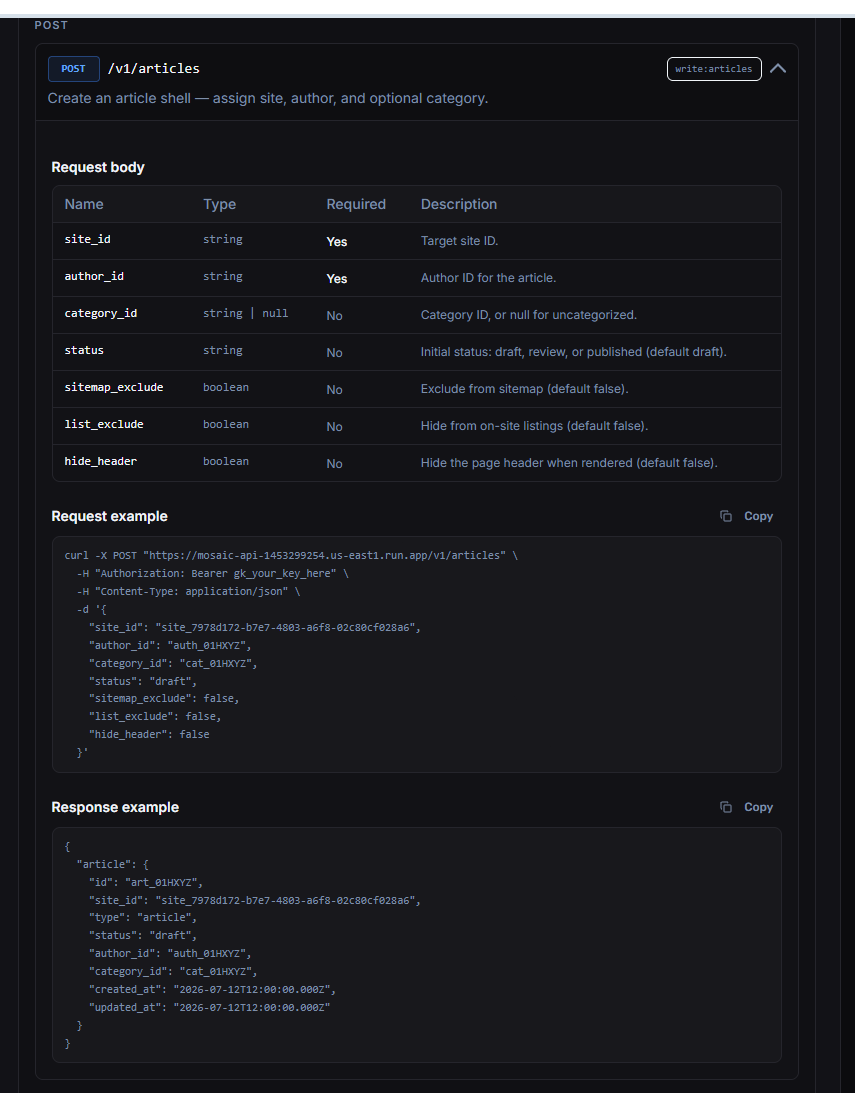 POST
POST /v1/articles write:articles
Create an article shell — assign site, author, and optional category.
Request body
Name Type Required Description
site_id string Yes Target site ID.
author_id string Yes Author ID for the article.
category_id string | null No Category ID, or null for uncategorized.
status string No Initial status: draft, review, or published (default draft).
sitemap_exclude boolean No Exclude from sitemap (default false).
list_exclude boolean No Hide from on-site listings (default false).
hide_header boolean No Hide the page header when rendered (default false).
Request example Copy
curl -X POST "https://mosaic-api-1453299254.us-east1.run.app/v1/articles" \
  -H "Authorization: Bearer gk_your_key_here" \
  -H "Content-Type: application/json" \
  -d '{
    "site_id": "site_7978d172-b7e7-4803-a6f8-02c80cf028a6",
    "author_id": "auth_01HXYZ",
    "category_id": "cat_01HXYZ",
    "status": "draft",
    "sitemap_exclude": false,
    "list_exclude": false,
    "hide_header": false
  }'
Response example Copy
{
  "article": {
    "id": "art_01HXYZ",
    "site_id": "site_7978d172-b7e7-4803-a6f8-02c80cf028a6",
    "type": "article",
    "status": "draft",
    "author_id": "auth_01HXYZ",
    "category_id": "cat_01HXYZ",
    "created_at": "2026-07-12T12:00:00.000Z",
    "updated_at": "2026-07-12T12:00:00.000Z"
  }
}